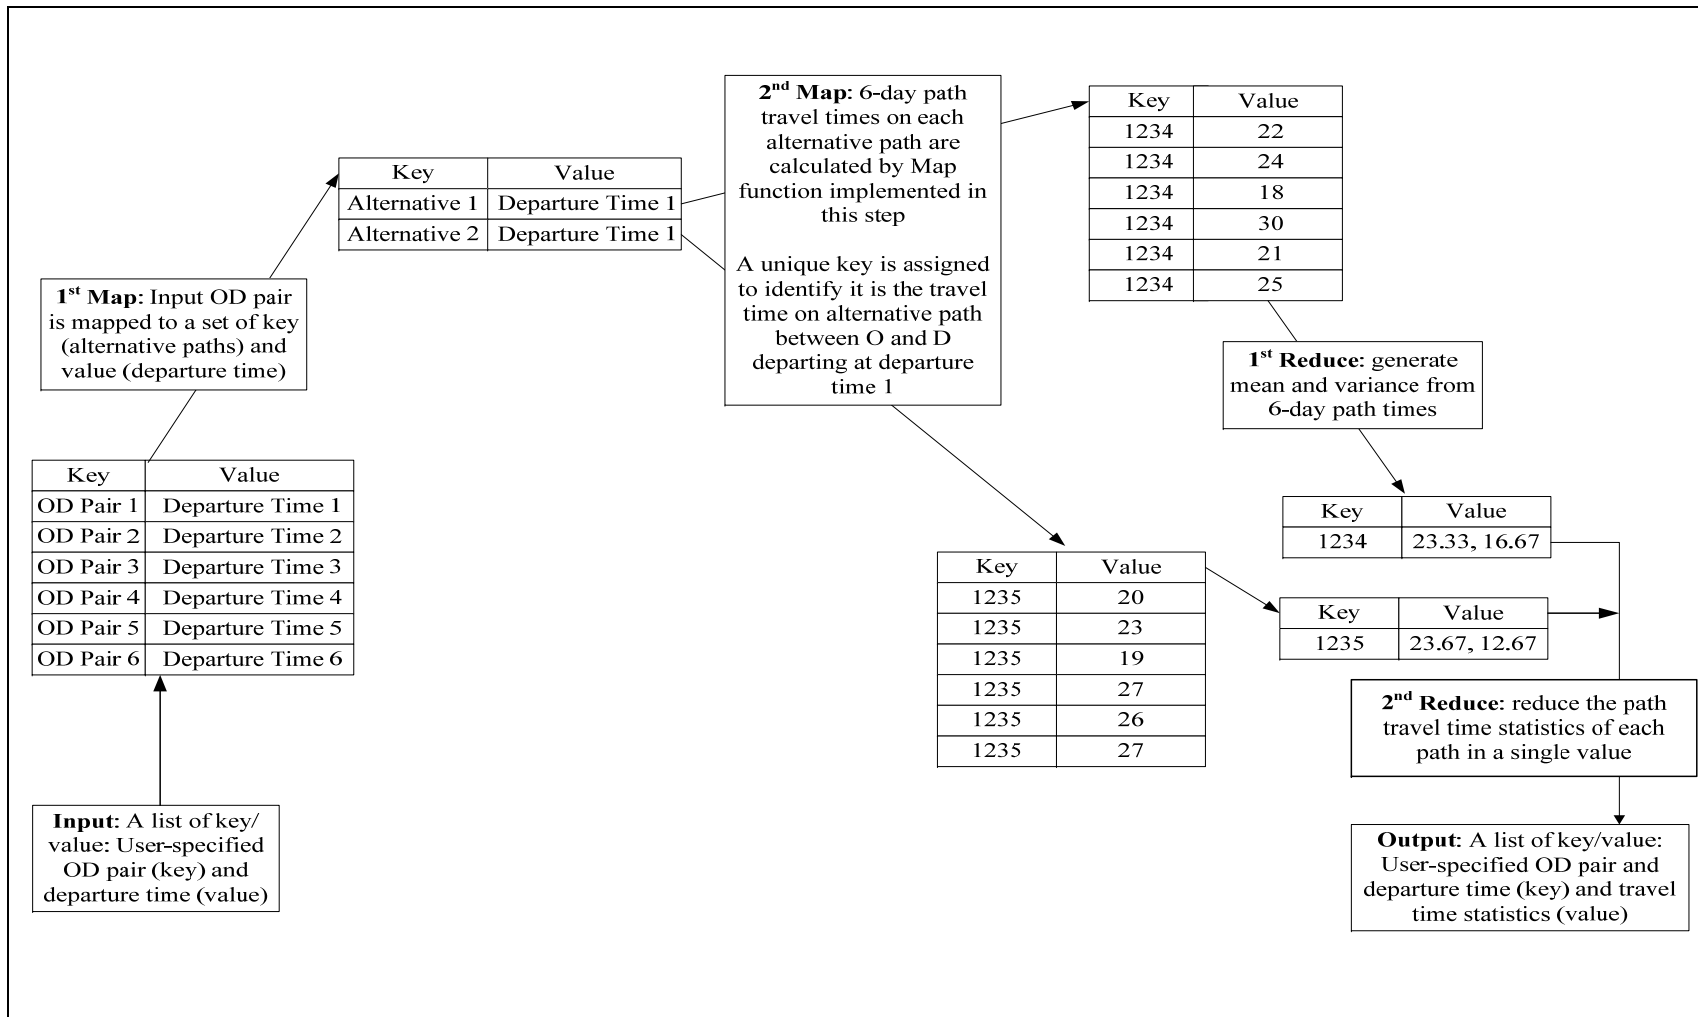 Input: A list of key/
value: User-specified
OD pair (key) and
departure time (value)
Key Value
OD Pair 1 Departure Time 1
OD Pair 2 Departure Time 2
OD Pair 3 Departure Time 3
OD Pair 4 Departure Time 4
OD Pair 5 Departure Time 5
OD Pair 6 Departure Time 6
1st Map: Input OD pair
is mapped to a set of key
(alternative paths) and
value (departure time)
Key Value
Alternative 1 Departure Time 1
Alternative 2 Departure Time 1
2nd Map: 6-day path
travel times on each
alternative path are
calculated by Map
function implemented in
this step
A unique key is assigned
to identify it is the travel
time on alternative path
between O and D
departing at departure
time 1
Key Value
1234 22
1234 24
1234 18
1234 30
1234 21
1234 25
1st Reduce: generate
mean and variance from
6-day path times
Key Value
1234 23.33, 16.67
Key Value
1235 20
1235 23
1235 19
1235 27
1235 26
1235 27
Key Value
1235 23.67, 12.67
2nd Reduce: reduce the path
travel time statistics of each
path in a single value
Output: A list of key/value:
User-specified OD pair and
departure time (key) and travel
time statistics (value)